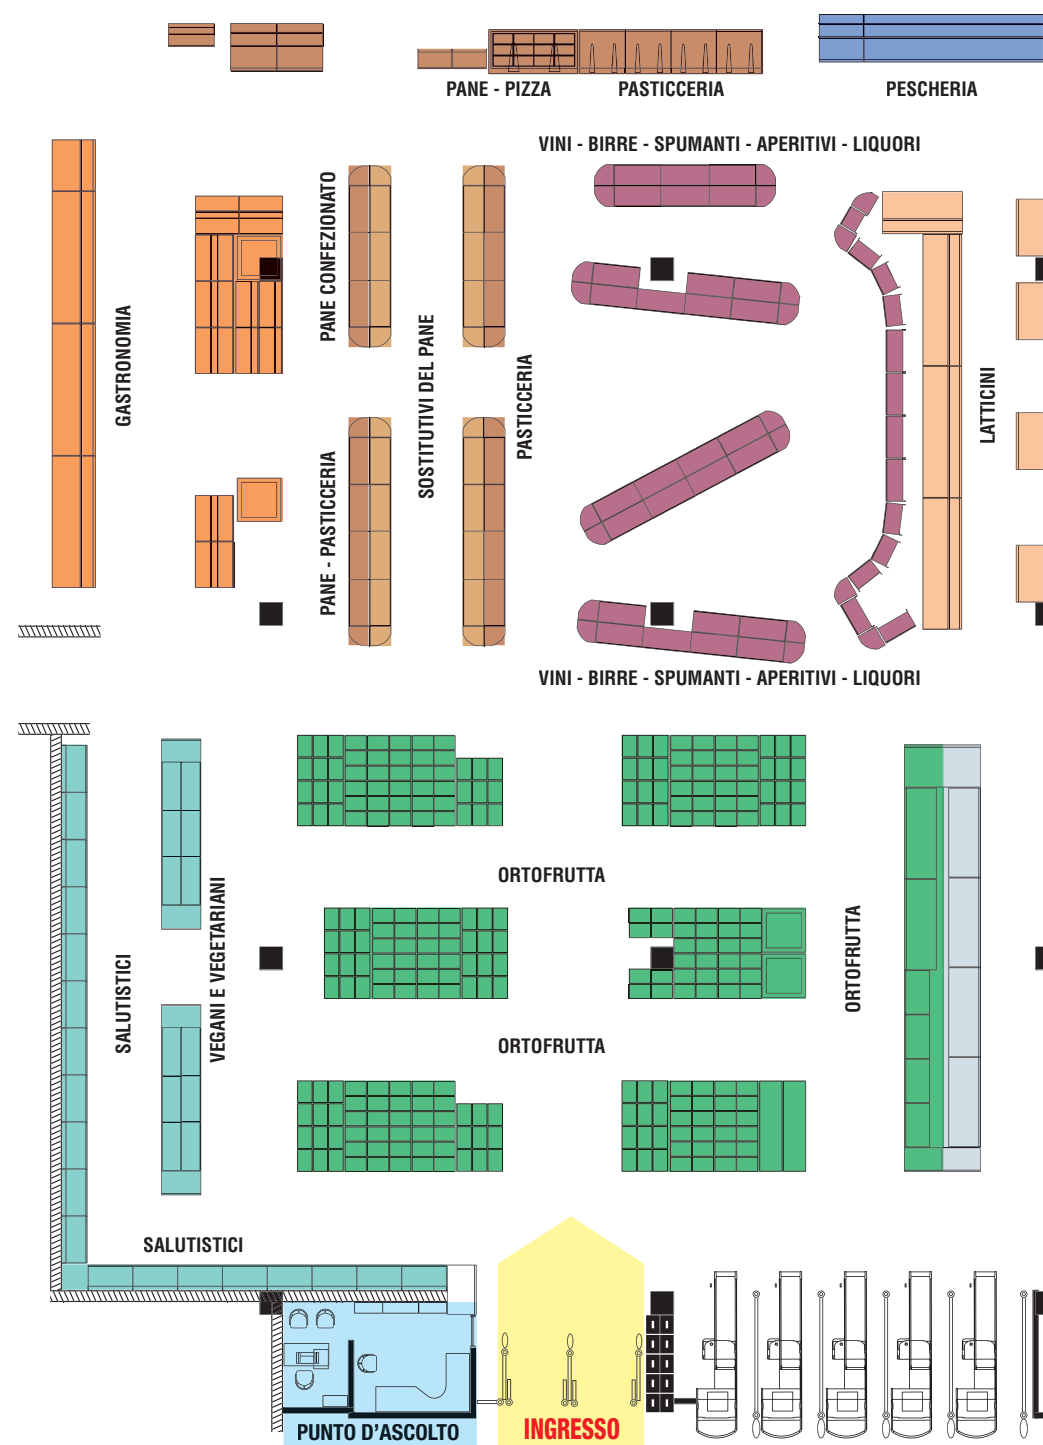 PANE - PIZZA
PASTICCERIA
PESCHERIA
VINI - BIRRE - SPUMANTI - APERITIVI - LIQUORI
PANE CONFEZIONATO
GASTRONOMIA
SOSTITUTIVI DEL PANE
PASTICCERIA
LATTICINI
PANE - PASTICCERIA
VINI - BIRRE - SPUMANTI - APERITIVI - LIQUORI
ORTOFRUTTA
SALUTISTICI
VEGANI E VEGETARIANI
ORTOFRUTTA
ORTOFRUTTA
SALUTISTICI
PUNTO D'ASCOLTO
INGRESSO